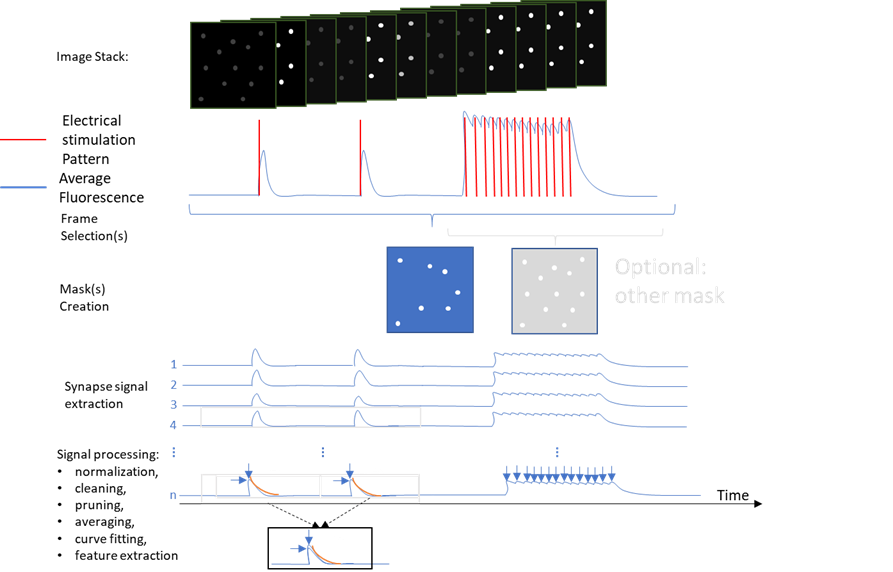 Image Stack:
Electrical
stimulation
Pattern
Average
Fluorescence
Frame
Selection(s)
Mask(s)
Creation
Optional:
other mask
Synapse signal
extraction
1
2
3
4
Signal processing:
• normalization,
• cleaning,
• pruning,
• averaging,
• curve fitting,
• feature extraction
n
Time